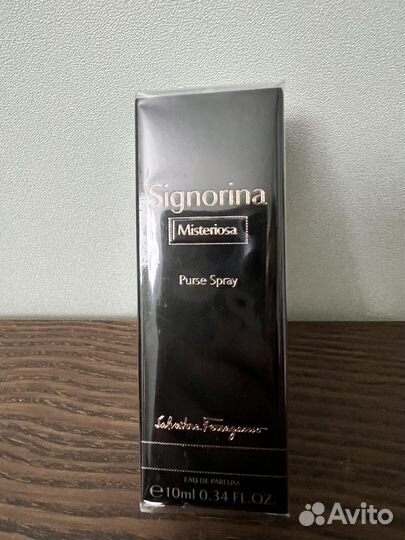 Signorina
Misteriosa
Purse Spray
Salvatore Ferragamo
EAU DE PARFUM
℮10ml 0.34 FL.OZ.
Avito